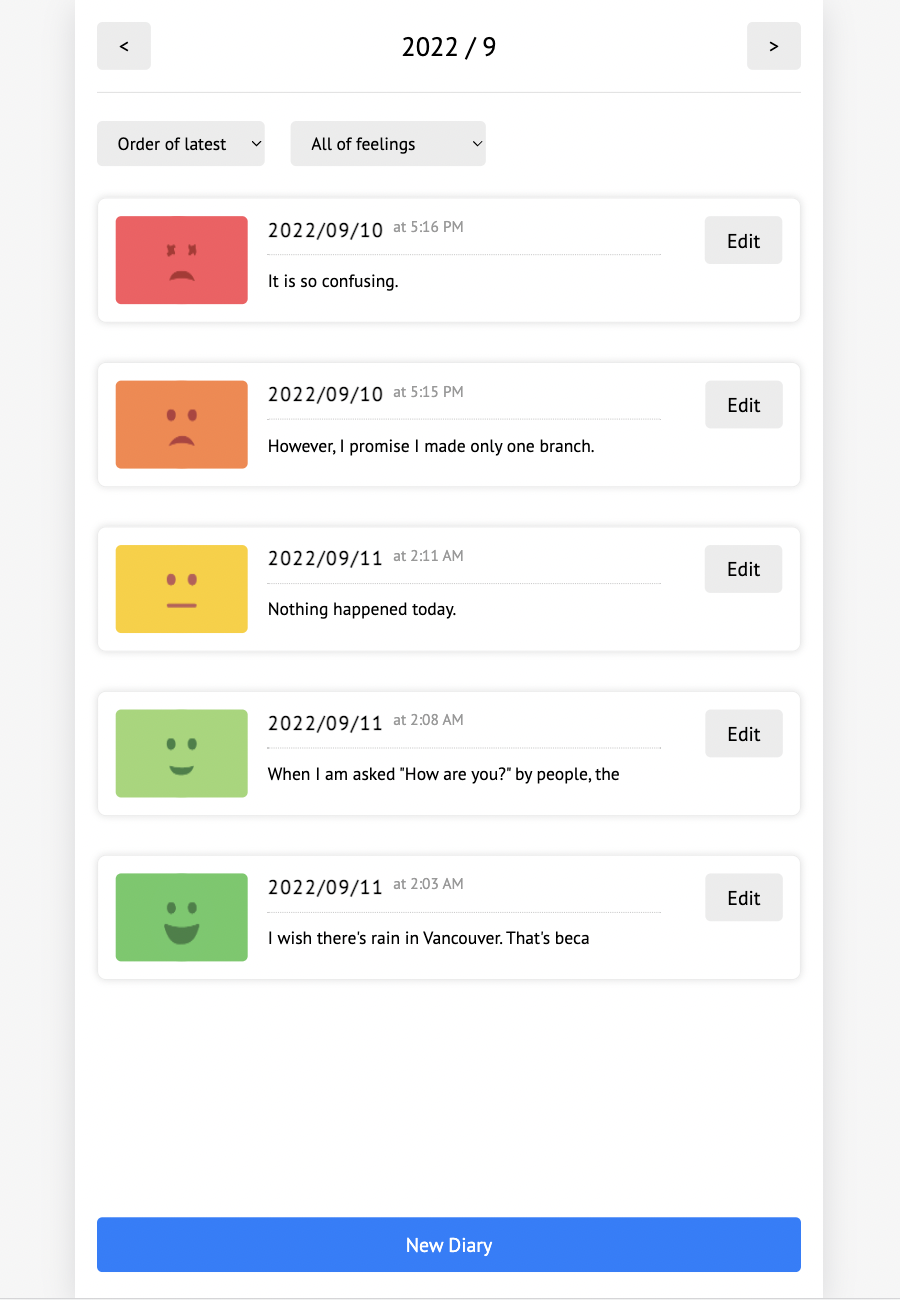 < 2022 / 9 >
Order of latest All of feelings
2022/09/10 at 5:16 PM Edit
It is so confusing.
2022/09/10 at 5:15 PM Edit
However, I promise I made only one branch.
2022/09/11 at 2:11 AM Edit
Nothing happened today.
2022/09/11 at 2:08 AM Edit
When I am asked "How are you?" by people, the
2022/09/11 at 2:03 AM Edit
I wish there's rain in Vancouver. That's beca
New Diary